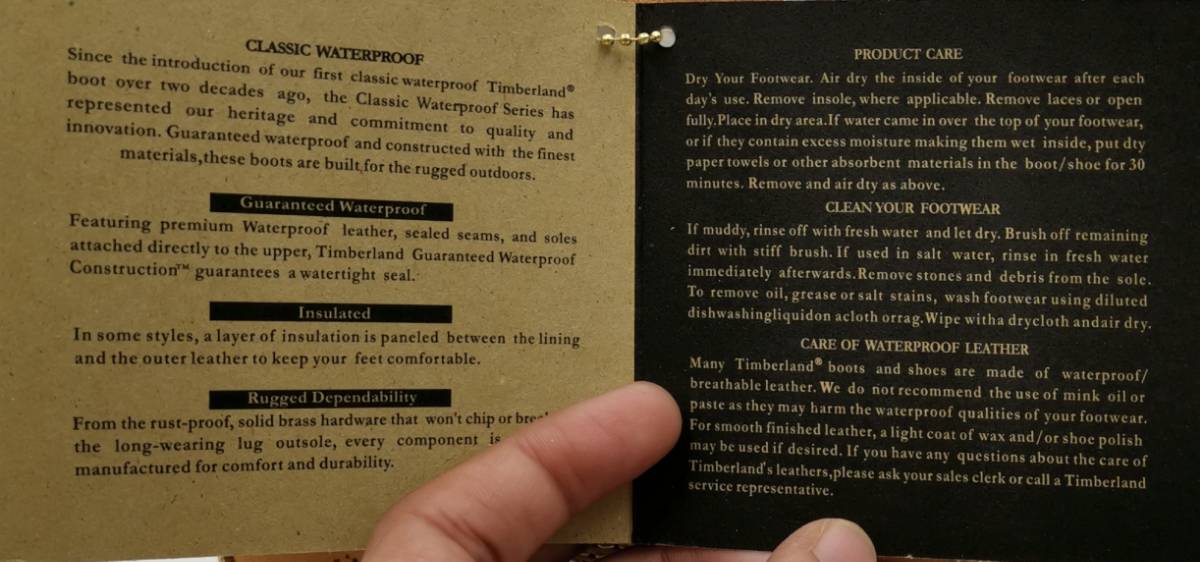 CLASSIC WATERPROOF
Since the introduction of our first classic waterproof Timberland®
boot over two decades ago, the Classic Waterproof Series has
represented our heritage and commitment to quality and
innovation. Guaranteed waterproof and constructed with the finest
materials,these boots are built,for the rugged outdoors.
Guaranteed Waterproof
Featuring premium Waterproof leather, sealed seams, and soles
attached directly to the upper, Timberland Guaranteed Waterproof
Construction™ guarantees a watertight seal.
Insulated
In some styles, a layer of insulation is paneled between the lining
and the outer leather to keep your feet comfortable.
Rugged Dependability
From the rust-proof, solid brass hardware that won't chip or
the long-wearing lug outsole, every component is
manufactured for comfort and durability.
PRODUCT CARE
Dry Your Footwear. Air dry the inside of your footwear after each
day's use. Remove insole, where applicable. Remove laces or open
fully.Place in dry area.If water came in over the top of your footwear,
or if they contain excess moisture making them wet inside, put dty
paper towels or other absorbent materials in the boot/shoe for 30
minutes. Remove and air dty as above.
CLEAN YOUR FOOTWEAR
If muddy, rinse off with fresh water and let dry. Brush off remaining
dirt with stiff brush. If used in salt water, rinse in fresh water
immediately afterwards.Remove stones and debris from the sole.
To remove oil, grease or salt stains, wash footwear using diluted
dishwashingliquidon acloth orrag.Wipe witha drycloth andair dry.
CARE OF WATERPROOF LEATHER
Many Timberland® boots and shoes are made of waterproof/
breathable leather. We do not recommend the use of mink oil or
paste as they may harm the waterproof qualities of your footwear.
For smooth finished leather, a light coat of wax and/or shoe polish
may be used if desired. If you have any questions about the care of
Timberland's leathers,please ask your sales clerk or call a Timberland
service representative.